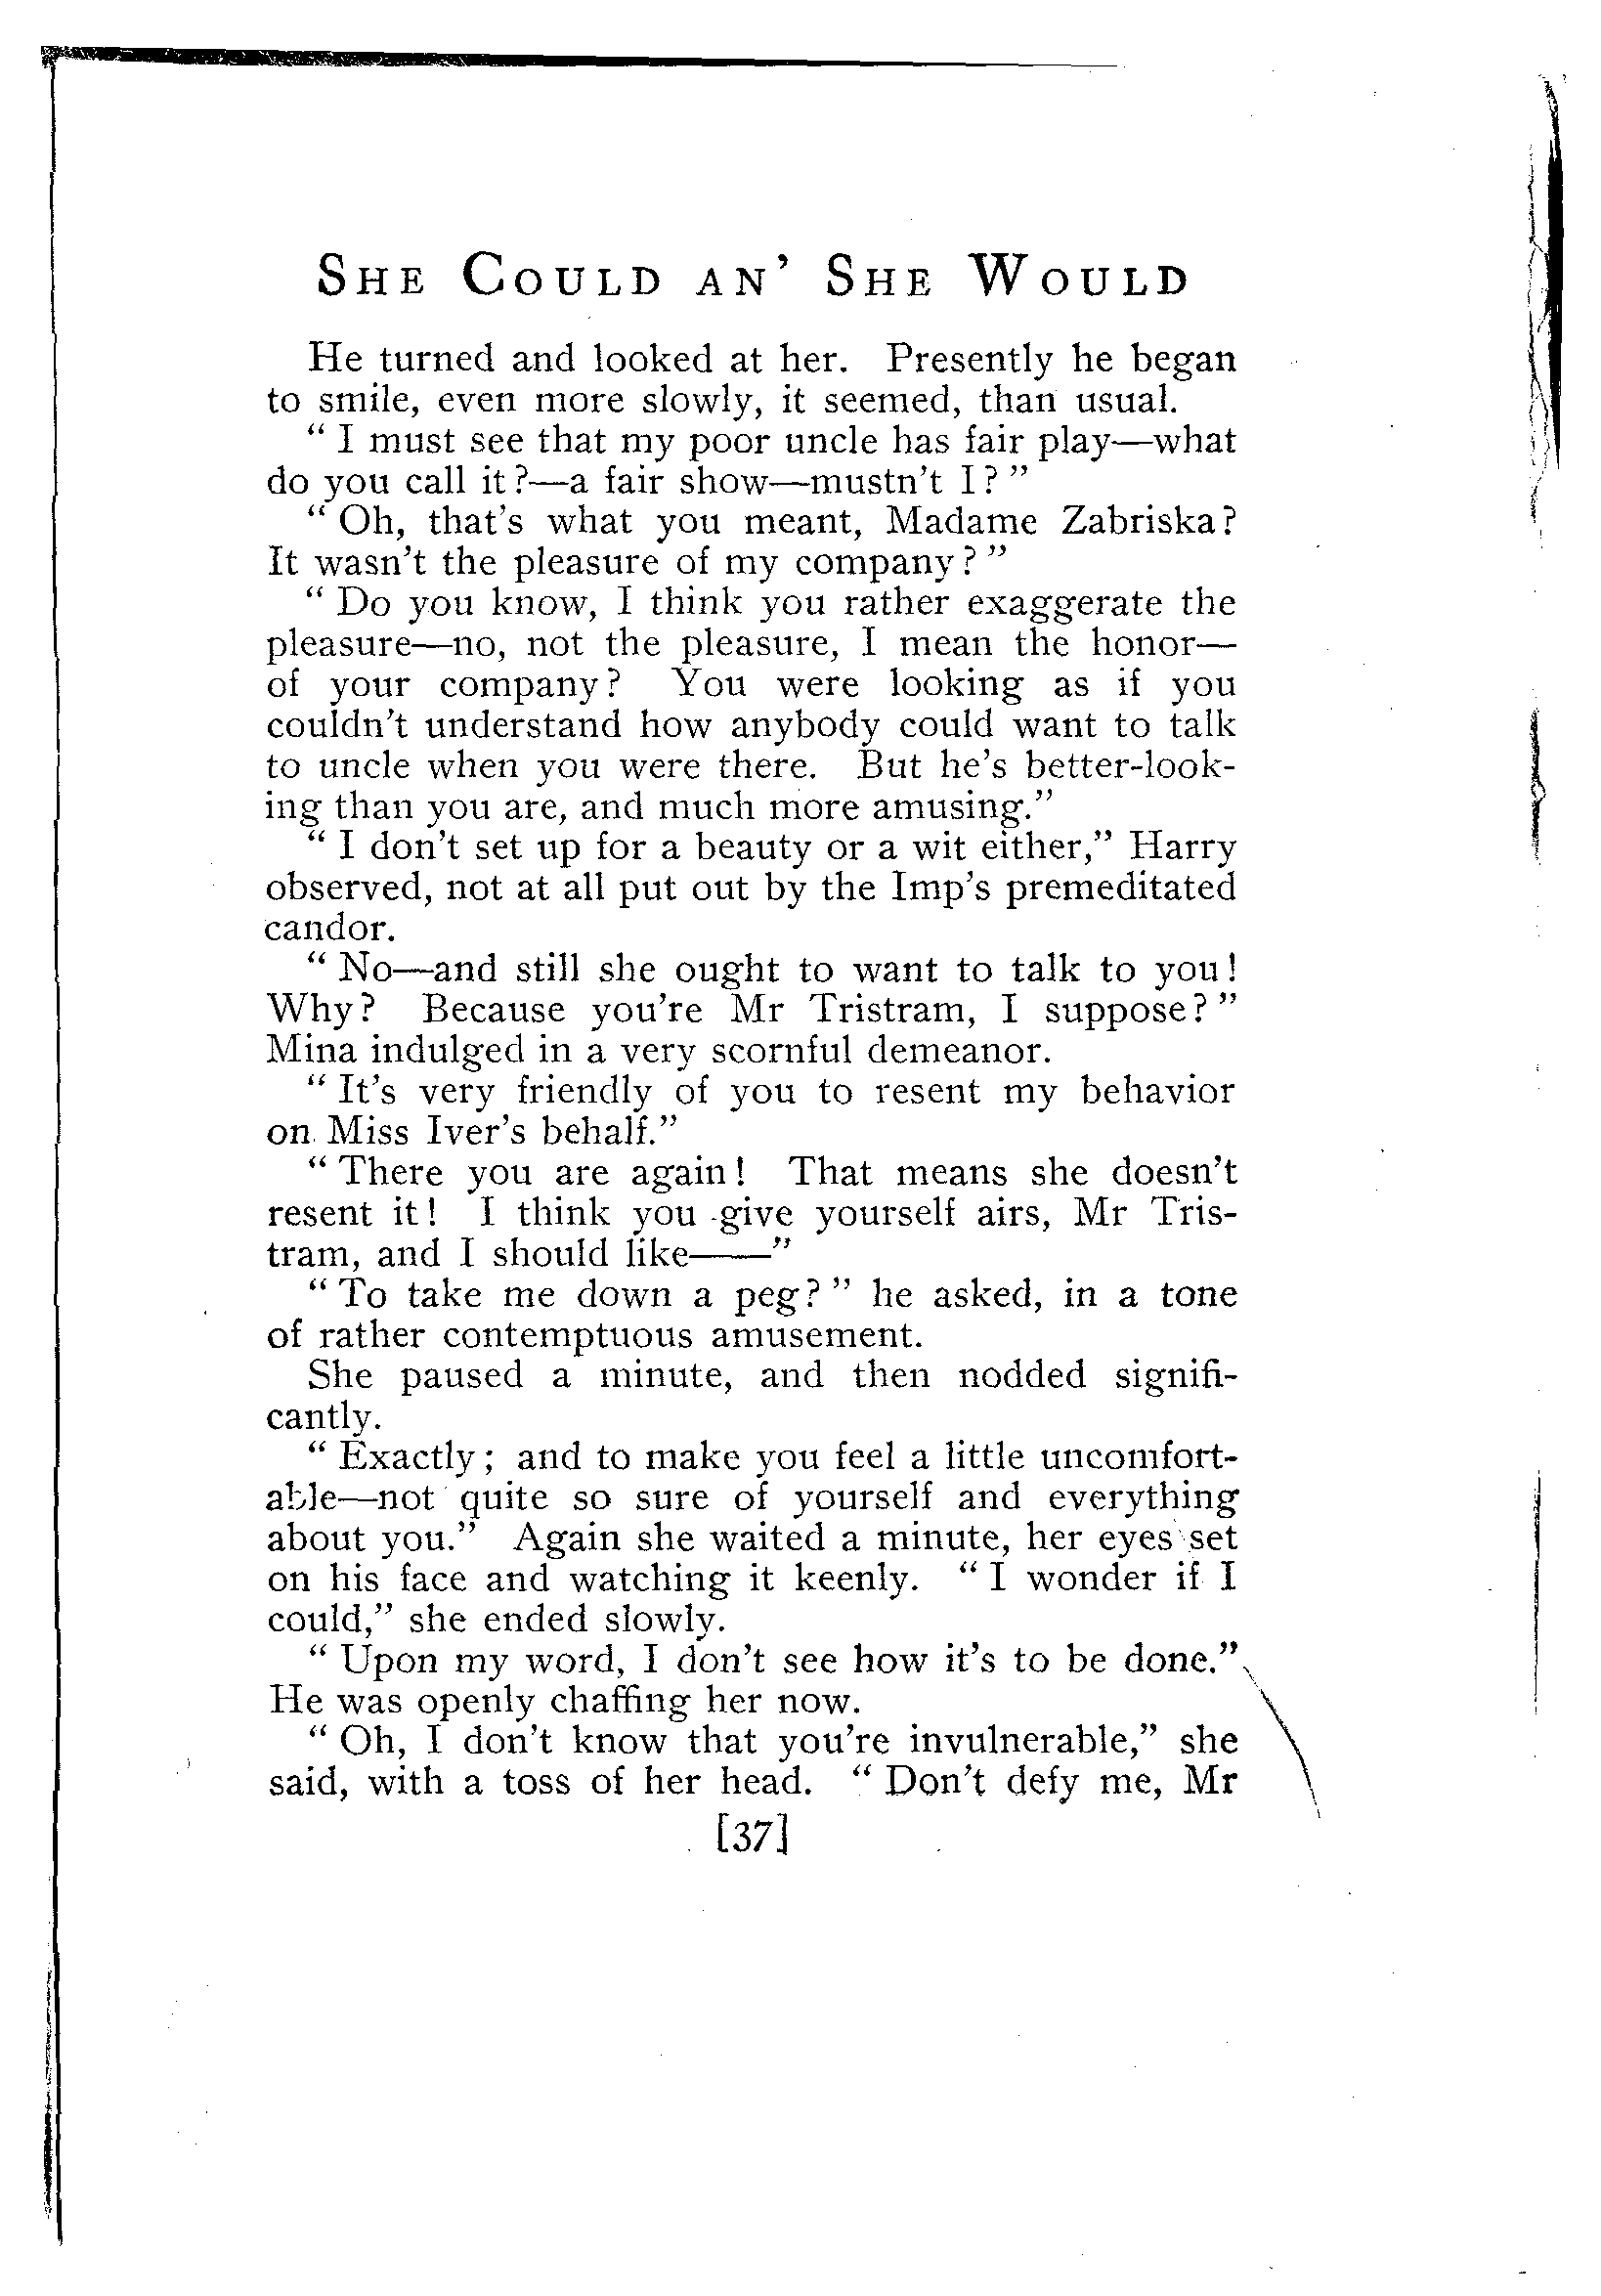 She Could an' She Would
He turned and looked at her. Presently he began
to smile, even more slowly, it seemed, than usual.
"I must see that my poor uncle has fair play—what
do you call it?—a fair show—mustn't I?"
"Oh, that's what you meant, Madame Zabriska?
It wasn't the pleasure of my company?"
"Do you know, I think you rather exaggerate the
pleasure—no, not the pleasure, I mean the honor—
of your company? You were looking as if you
couldn't understand how anybody could want to talk
to uncle when you were there. But he's better-look-
ing than you are, and much more amusing."
"I don't set up for a beauty or a wit either," Harry
observed, not at all put out by the Imp's premeditated
candor.
"No—and still she ought to want to talk to you!
Why? Because you're Mr Tristram, I suppose?"
Mina indulged in a very scornful demeanor.
"It's very friendly of you to resent my behavior
on Miss Iver's behalf."
"There you are again! That means she doesn't
resent it! I think you give yourself airs, Mr Tris-
tram, and I should like——"
"To take me down a peg?" he asked, in a tone
of rather contemptuous amusement.
She paused a minute, and then nodded signifi-
cantly.
"Exactly; and to make you feel a little uncomfort-
able—not quite so sure of yourself and everything
about you." Again she waited a minute, her eyes set
on his face and watching it keenly. "I wonder if I
could," she ended slowly.
"Upon my word, I don't see how it's to be done."
He was openly chaffing her now.
"Oh, I don't know that you're invulnerable," she
said, with a toss of her head. "Don't defy me, Mr
[37]